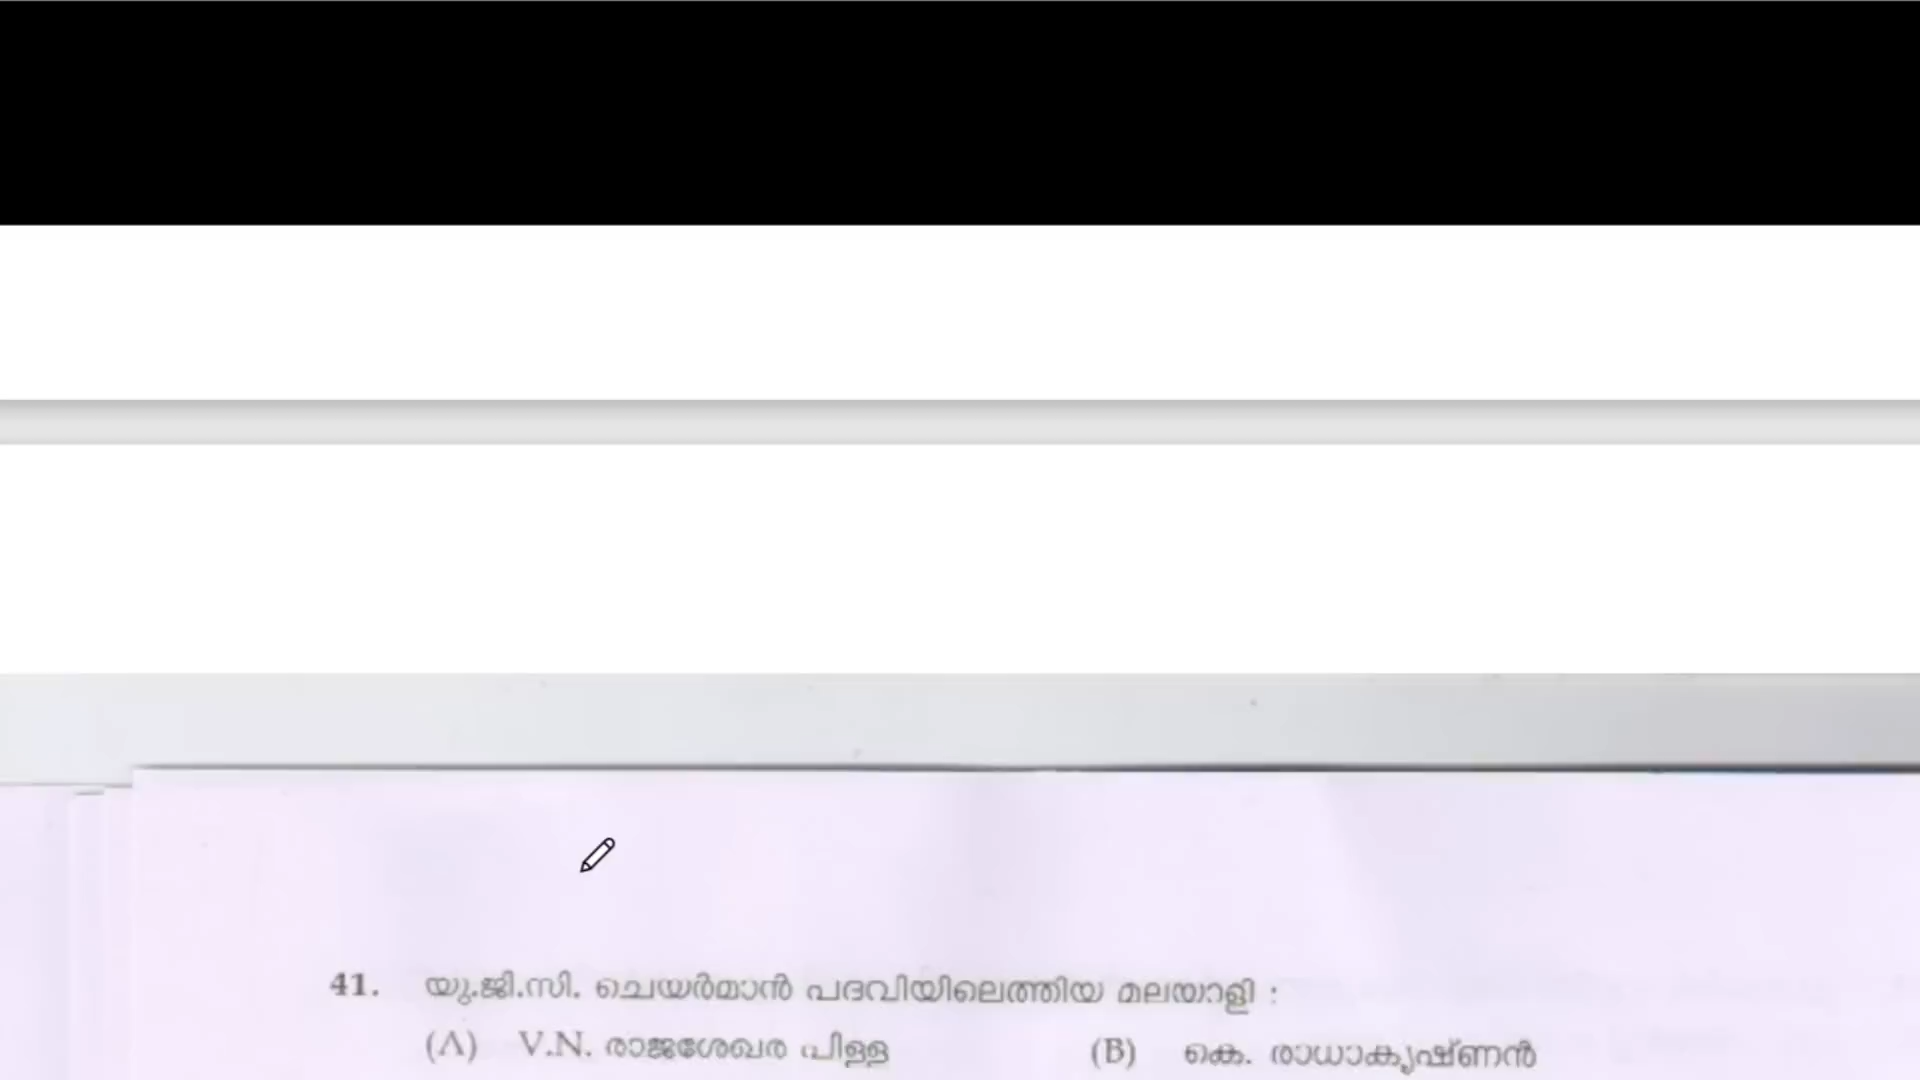 41. യു.ജി.സി. ചെയർമാൻ പദവിയിലെത്തിയ മലയാളി :
(A) V.N. രാജശേഖര പിള്ള (B) കെ. രാധാകൃഷ്ണൻ